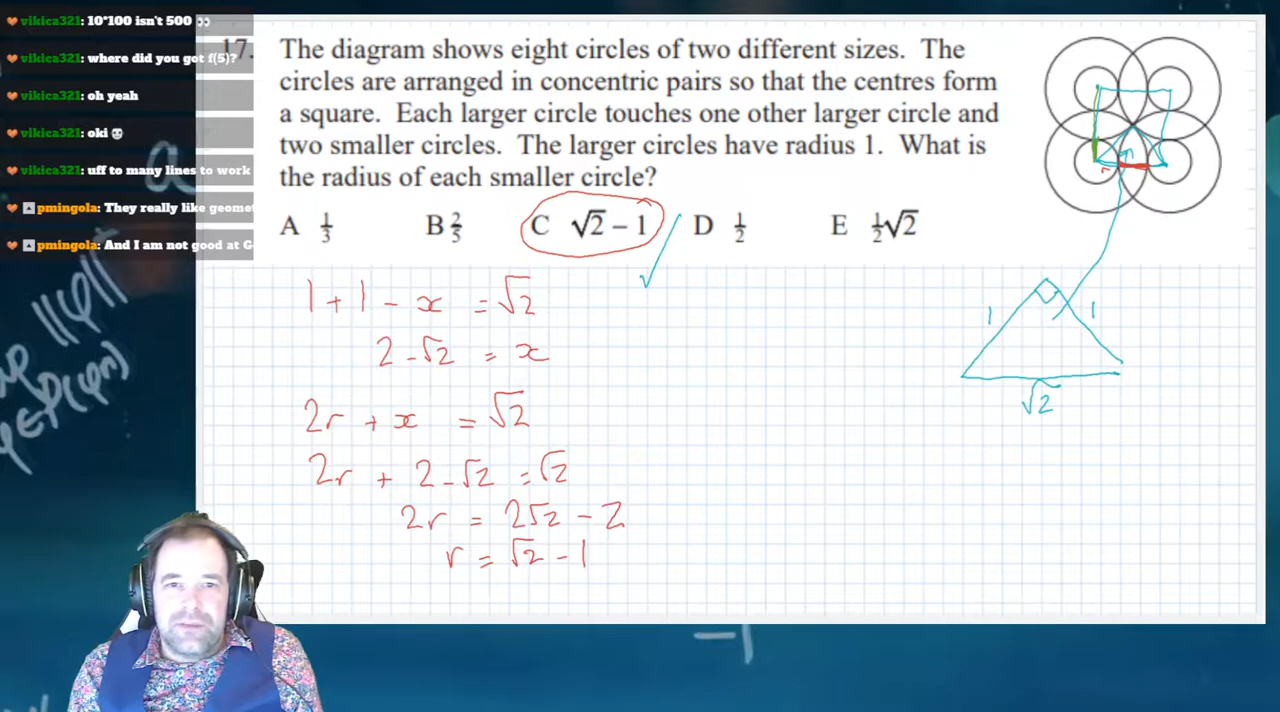 vikica321: 10*100 isn't 500 👀
vikica321: where did you got f(5)?
vikica321: oh yeah
vikica321: oki
vikica321: uff to many lines to work
pmingola: They really like geomet
pmingola: And I am not good at G
17. The diagram shows eight circles of two different sizes. The
circles are arranged in concentric pairs so that the centres form
a square. Each larger circle touches one other larger circle and
two smaller circles. The larger circles have radius 1. What is
the radius of each smaller circle?
A 1/3 B 2/5 C √2 – 1 D 1/2 E 1/2√2
r
1 + 1 - x = √2
2 - √2 = x
2r + x = √2
2r + 2 - √2 = √2
2r = 2√2 - 2
r = √2 - 1
1 1
√2
a
||φ||
∈P(φn)
-1